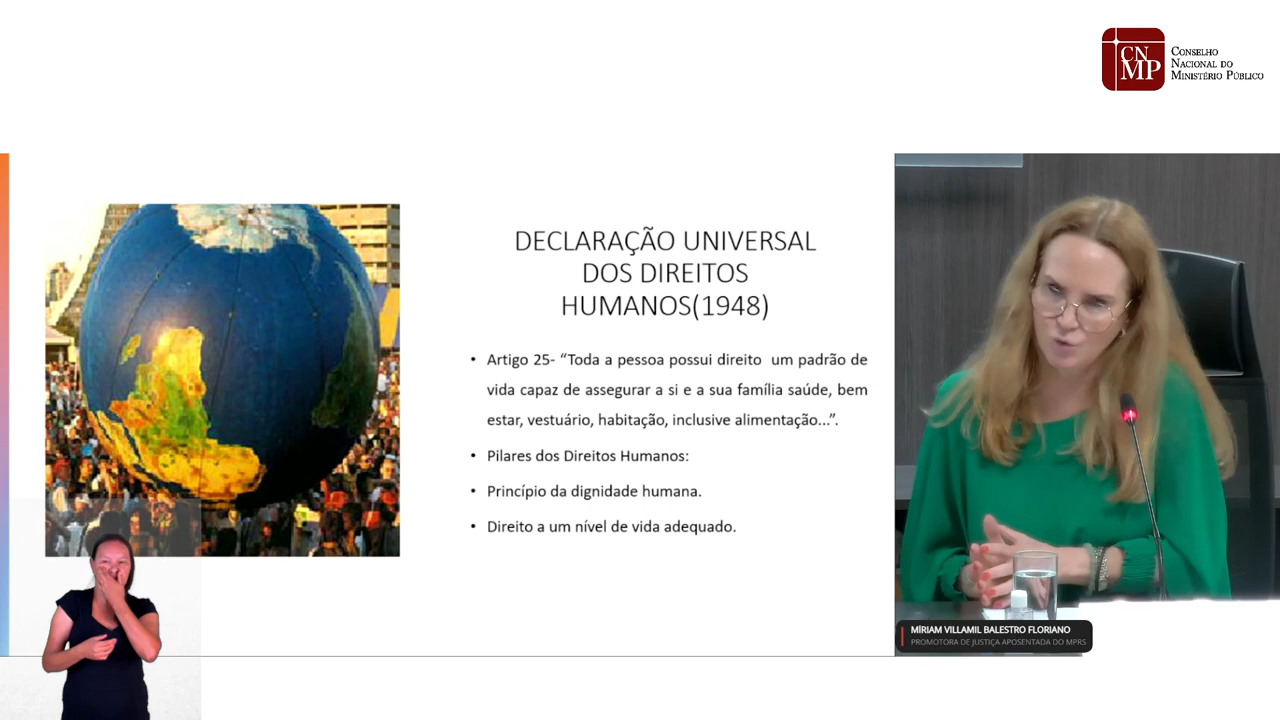 CN
MP
CONSELHO
NACIONAL DO
MINISTÉRIO PÚBLICO
DECLARAÇÃO UNIVERSAL
DOS DIREITOS
HUMANOS(1948)
• Artigo 25- “Toda a pessoa possui direito um padrão de
vida capaz de assegurar a si e a sua família saúde, bem
estar, vestuário, habitação, inclusive alimentação...”.
• Pilares dos Direitos Humanos:
• Princípio da dignidade humana.
• Direito a um nível de vida adequado.
MÍRIAM VILLAMIL BALESTRO FLORIANO
PROMOTORA DE JUSTIÇA APOSENTADA DO MPRS